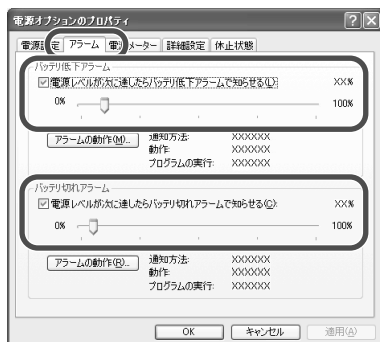 電源オプションのプロパティ
電源設定 アラーム 電源メーター 詳細設定 休止状態
バッテリ低下アラーム
電源レベルが次に達したらバッテリ低下アラームで知らせる(L):
XX%
0%
100%
アラームの動作(M)...
通知方法: XXXXXX
動作: XXXXXX
プログラムの実行: XXXXXX
バッテリ切れアラーム
電源レベルが次に達したらバッテリ切れアラームで知らせる(C):
XX%
0%
100%
アラームの動作(R)...
通知方法: XXXXXX
動作: XXXXXX
プログラムの実行: XXXXXX
OK キャンセル 適用(A)